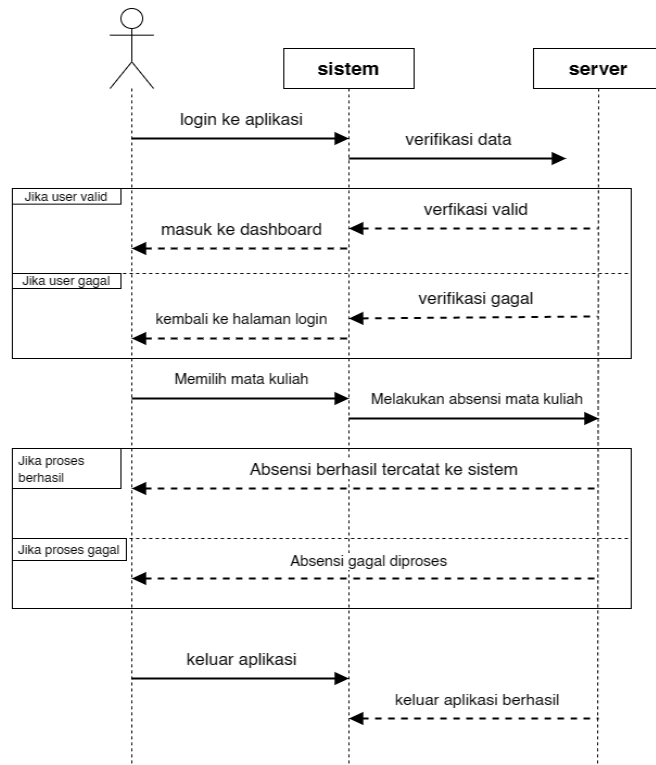 sistem
server
login ke aplikasi
verifikasi data
Jika user valid
verfikasi valid
masuk ke dashboard
Jika user gagal
verifikasi gagal
kembali ke halaman login
Memilih mata kuliah
Melakukan absensi mata kuliah
Jika proses
berhasil
Absensi berhasil tercatat ke sistem
Jika proses gagal
Absensi gagal diproses
keluar aplikasi
keluar aplikasi berhasil